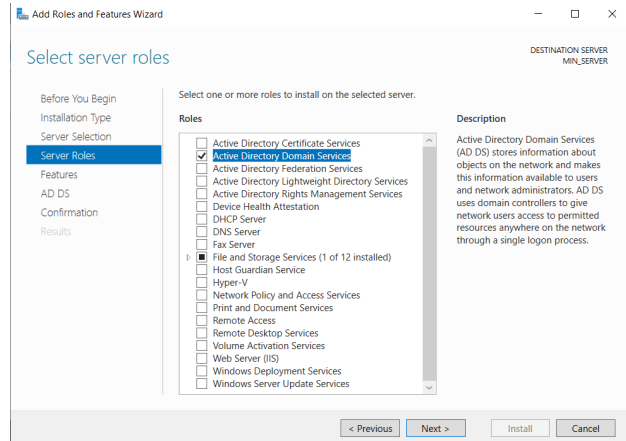 Add Roles and Features Wizard
Select server roles
DESTINATION SERVER
MIN_SERVER
Before You Begin
Installation Type
Server Selection
Server Roles
Features
AD DS
Confirmation
Results
Select one or more roles to install on the selected server.
Roles
Active Directory Certificate Services
Active Directory Domain Services
Active Directory Federation Services
Active Directory Lightweight Directory Services
Active Directory Rights Management Services
Device Health Attestation
DHCP Server
DNS Server
Fax Server
File and Storage Services (1 of 12 installed)
Host Guardian Service
Hyper-V
Network Policy and Access Services
Print and Document Services
Remote Access
Remote Desktop Services
Volume Activation Services
Web Server (IIS)
Windows Deployment Services
Windows Server Update Services
Description
Active Directory Domain Services
(AD DS) stores information about
objects on the network and makes
this information available to users
and network administrators. AD DS
uses domain controllers to give
network users access to permitted
resources anywhere on the network
through a single logon process.
< Previous
Next >
Install
Cancel